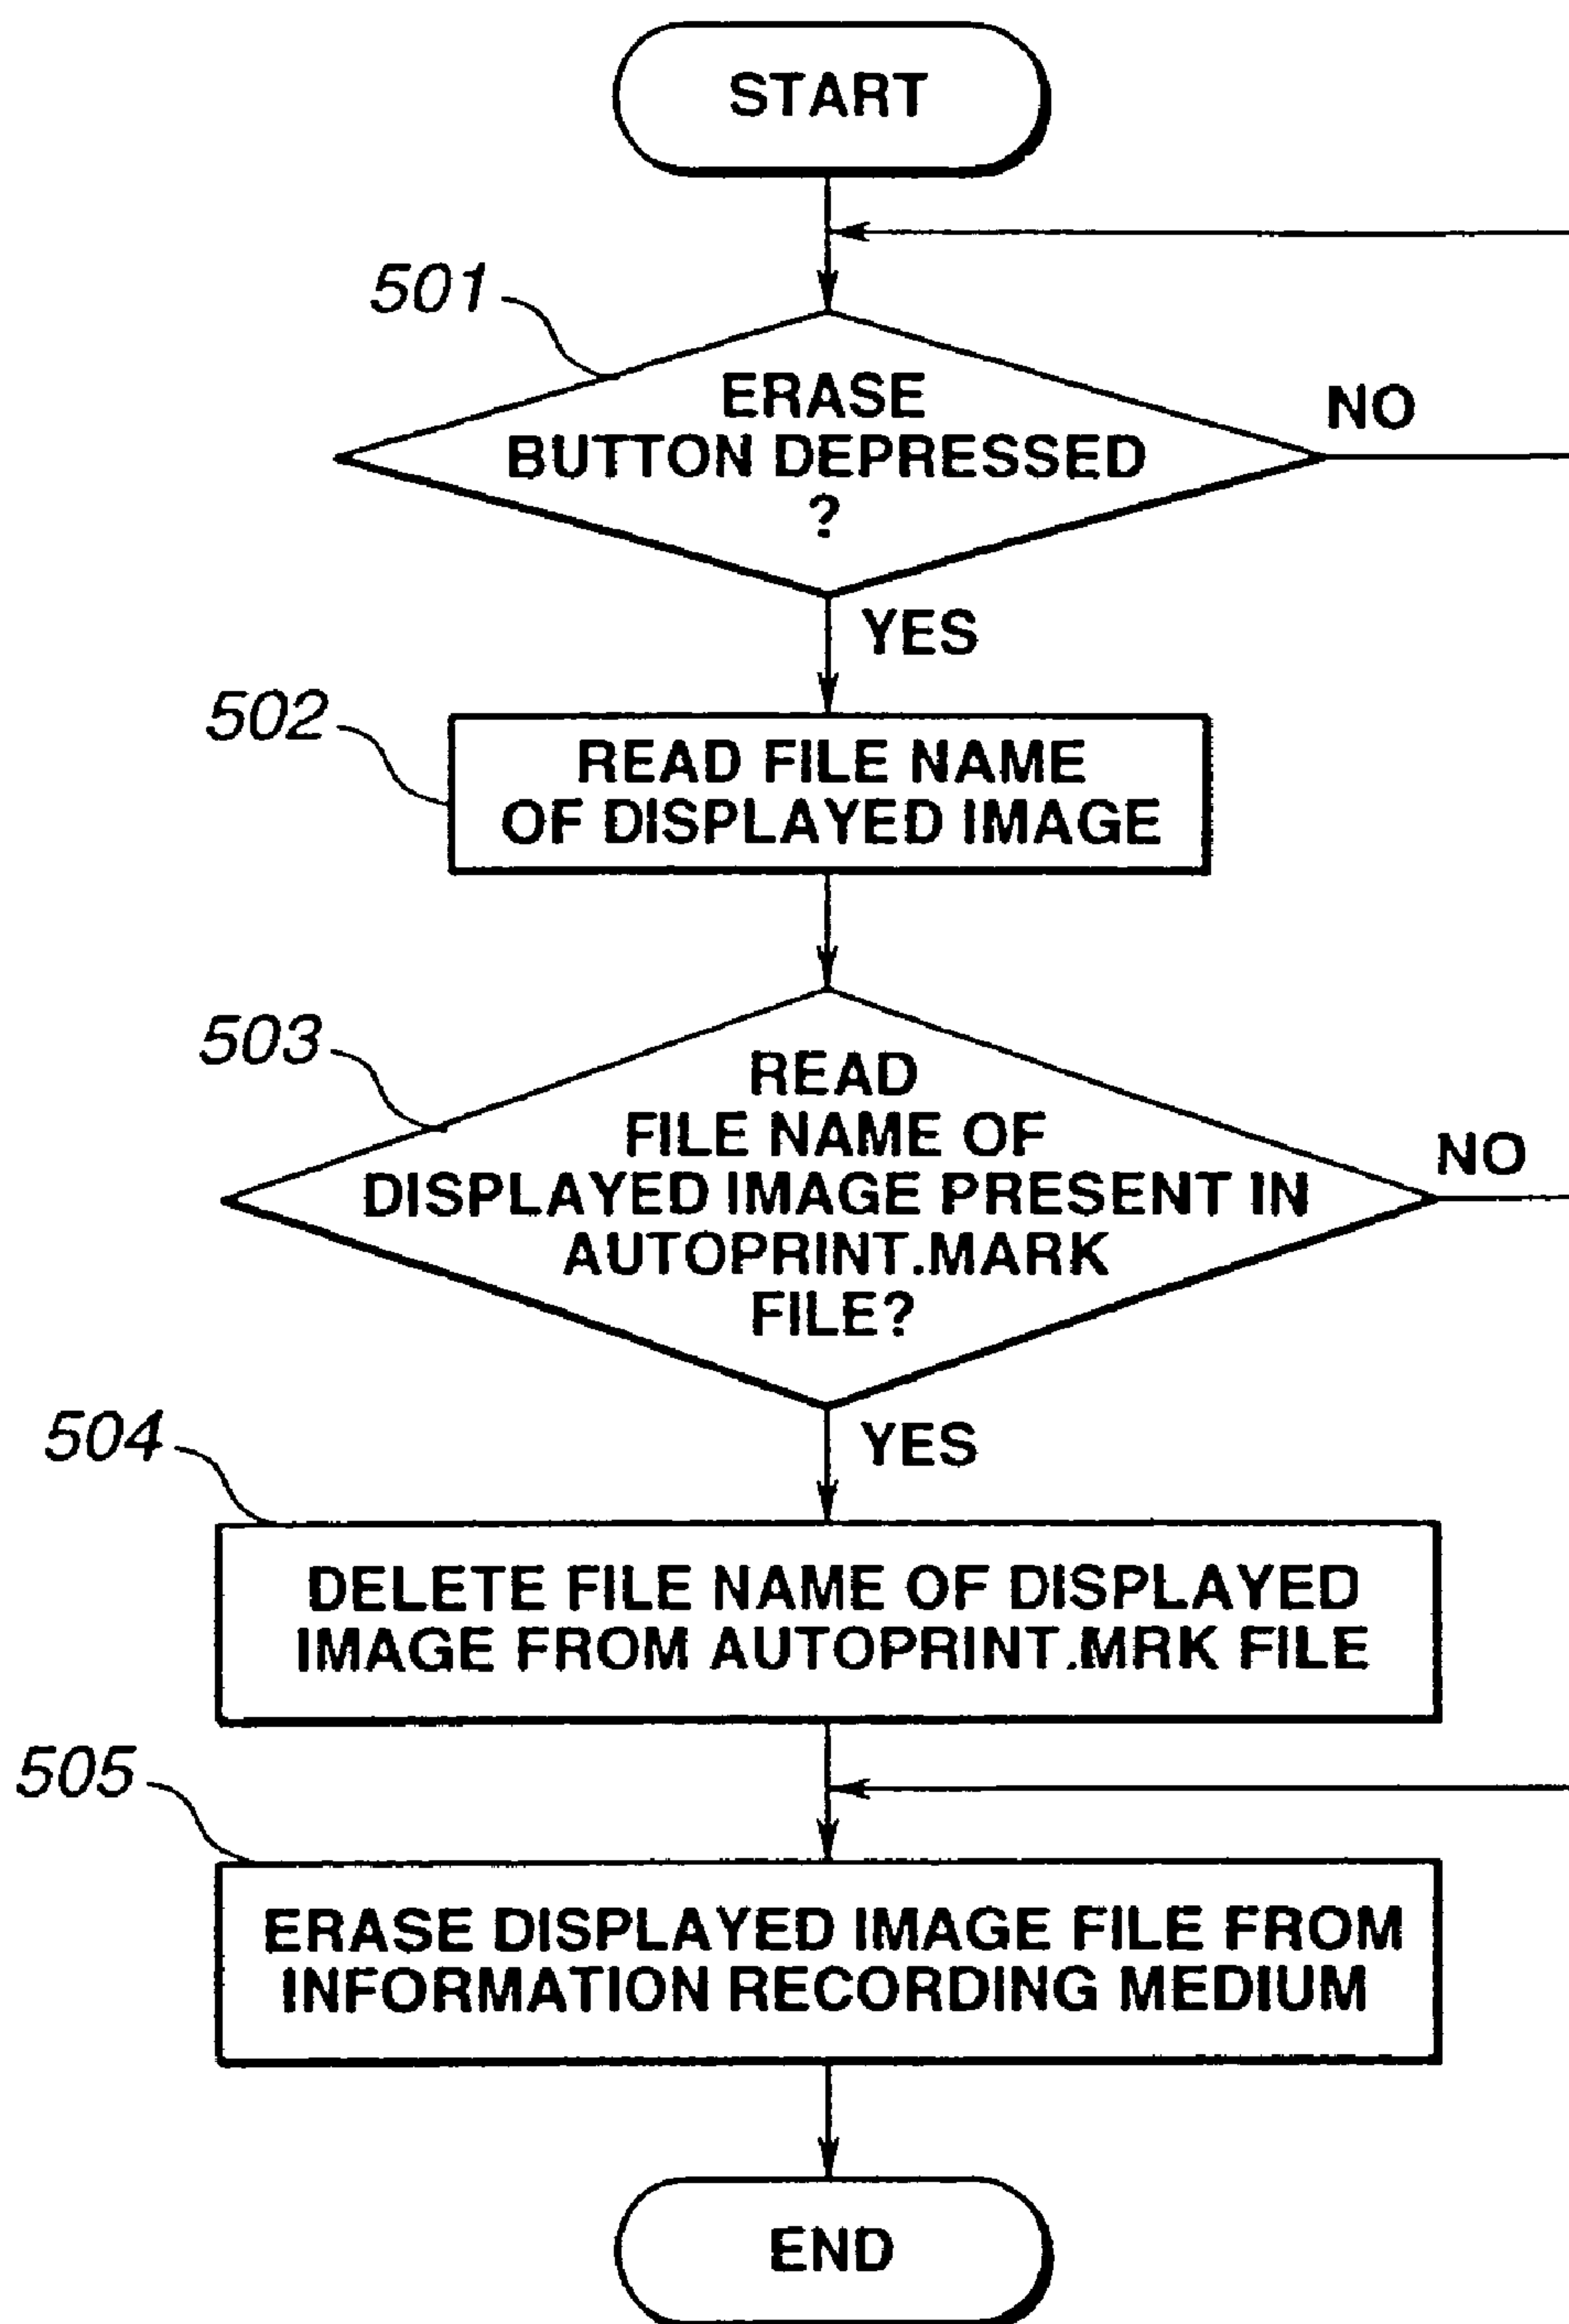 START
501
ERASE
BUTTON DEPRESSED
?
NO
YES
502
READ FILE NAME
OF DISPLAYED IMAGE
503
READ
FILE NAME OF
DISPLAYED IMAGE PRESENT IN
AUTOPRINT.MARK
FILE?
NO
YES
504
DELETE FILE NAME OF DISPLAYED
IMAGE FROM AUTOPRINT.MRK FILE
505
ERASE DISPLAYED IMAGE FILE FROM
INFORMATION RECORDING MEDIUM
END